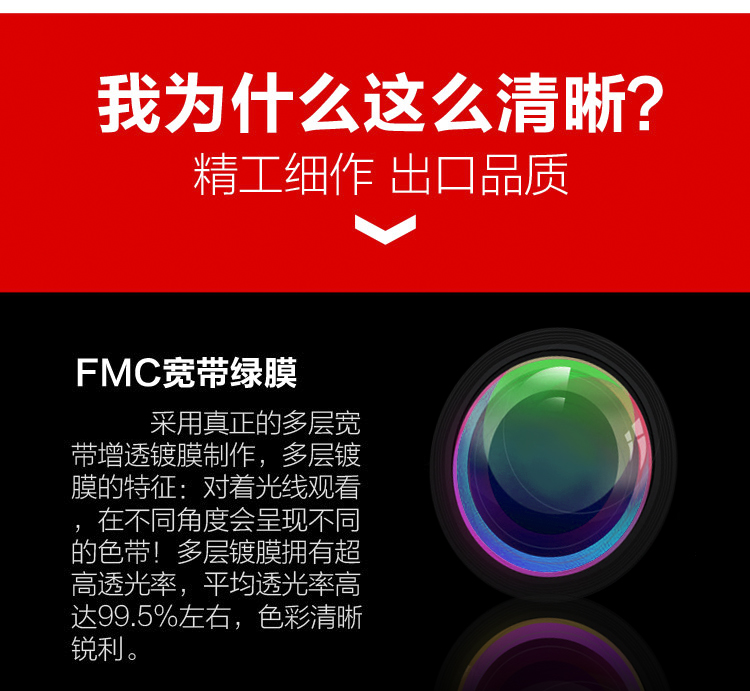 我为什么这么清晰?
精工细作 出口品质
FMC宽带绿膜
采用真正的多层宽
带增透镀膜制作，多层镀
膜的特征：对着光线观看
，在不同角度会呈现不同
的色带！多层镀膜拥有超
高透光率，平均透光率高
达99.5%左右，色彩清晰
锐利。